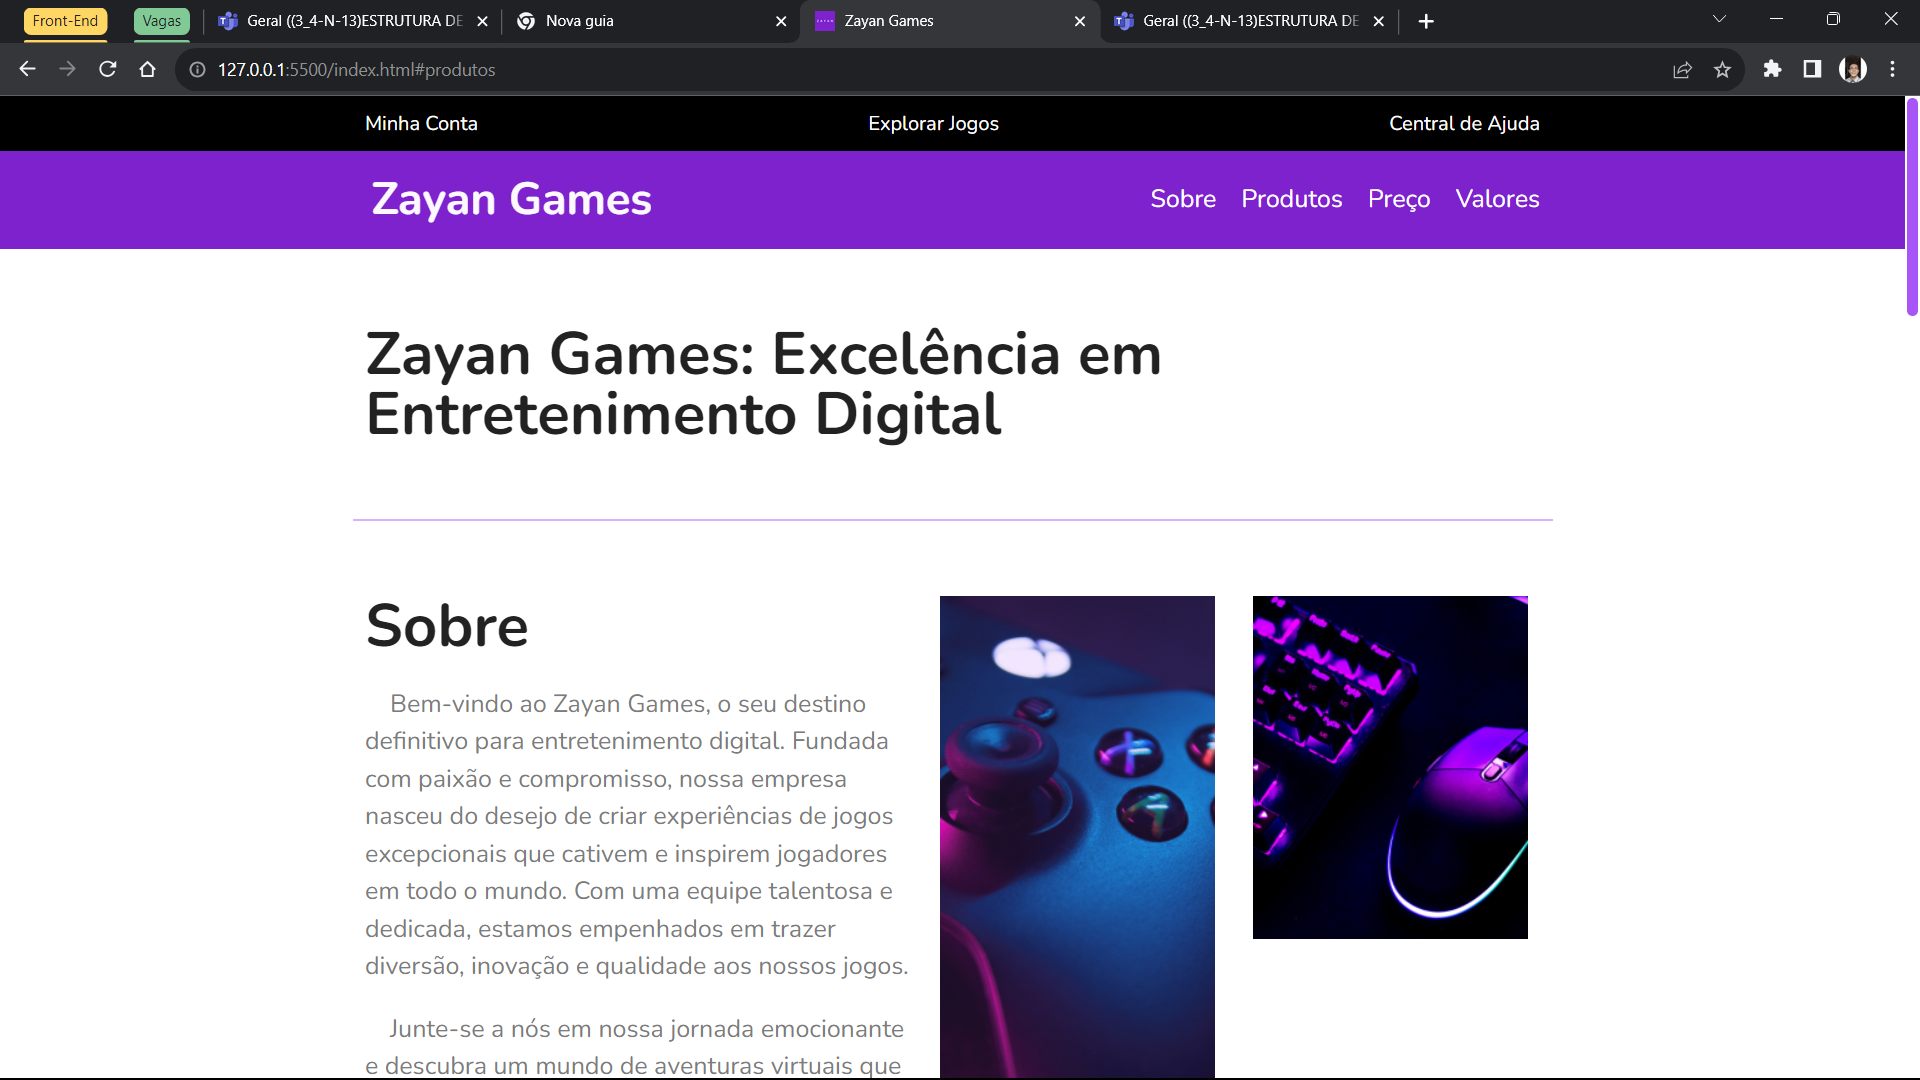 Front-End
Vagas
Geral ((3_4-N-13)ESTRUTURA DE
Nova guia
Zayan Games
Geral ((3_4-N-13)ESTRUTURA DE
127.0.0.1:5500/index.html#produtos
Minha Conta
Explorar Jogos
Central de Ajuda
Zayan Games
Sobre
Produtos
Preço
Valores
Zayan Games: Excelência em
Entretenimento Digital
Sobre
Bem-vindo ao Zayan Games, o seu destino
definitivo para entretenimento digital. Fundada
com paixão e compromisso, nossa empresa
nasceu do desejo de criar experiências de jogos
excepcionais que cativem e inspirem jogadores
em todo o mundo. Com uma equipe talentosa e
dedicada, estamos empenhados em trazer
diversão, inovação e qualidade aos nossos jogos.
Junte-se a nós em nossa jornada emocionante
e descubra um mundo de aventuras virtuais que